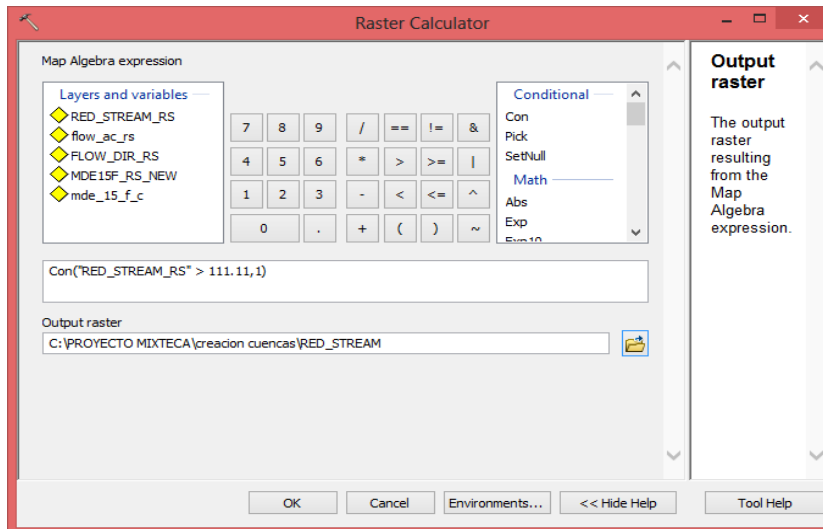 Raster Calculator
Map Algebra expression
Layers and variables
RED_STREAM_RS
flow_ac_rs
FLOW_DIR_RS
MDE15F_RS_NEW
mde_15_f_c
7 8 9 / == != &
4 5 6 * > >= |
1 2 3 - < <= ^
0 . + ( ) ~
Conditional
Con
Pick
SetNull
Math
Abs
Exp
Exp10
Con("RED_STREAM_RS" > 111.11,1)
Output raster
C:\PROYECTO MIXTECA\creacion cuencas\RED_STREAM
OK
Cancel
Environments...
<< Hide Help
Tool Help
Output
raster
The output
raster
resulting
from the
Map
Algebra
expression.